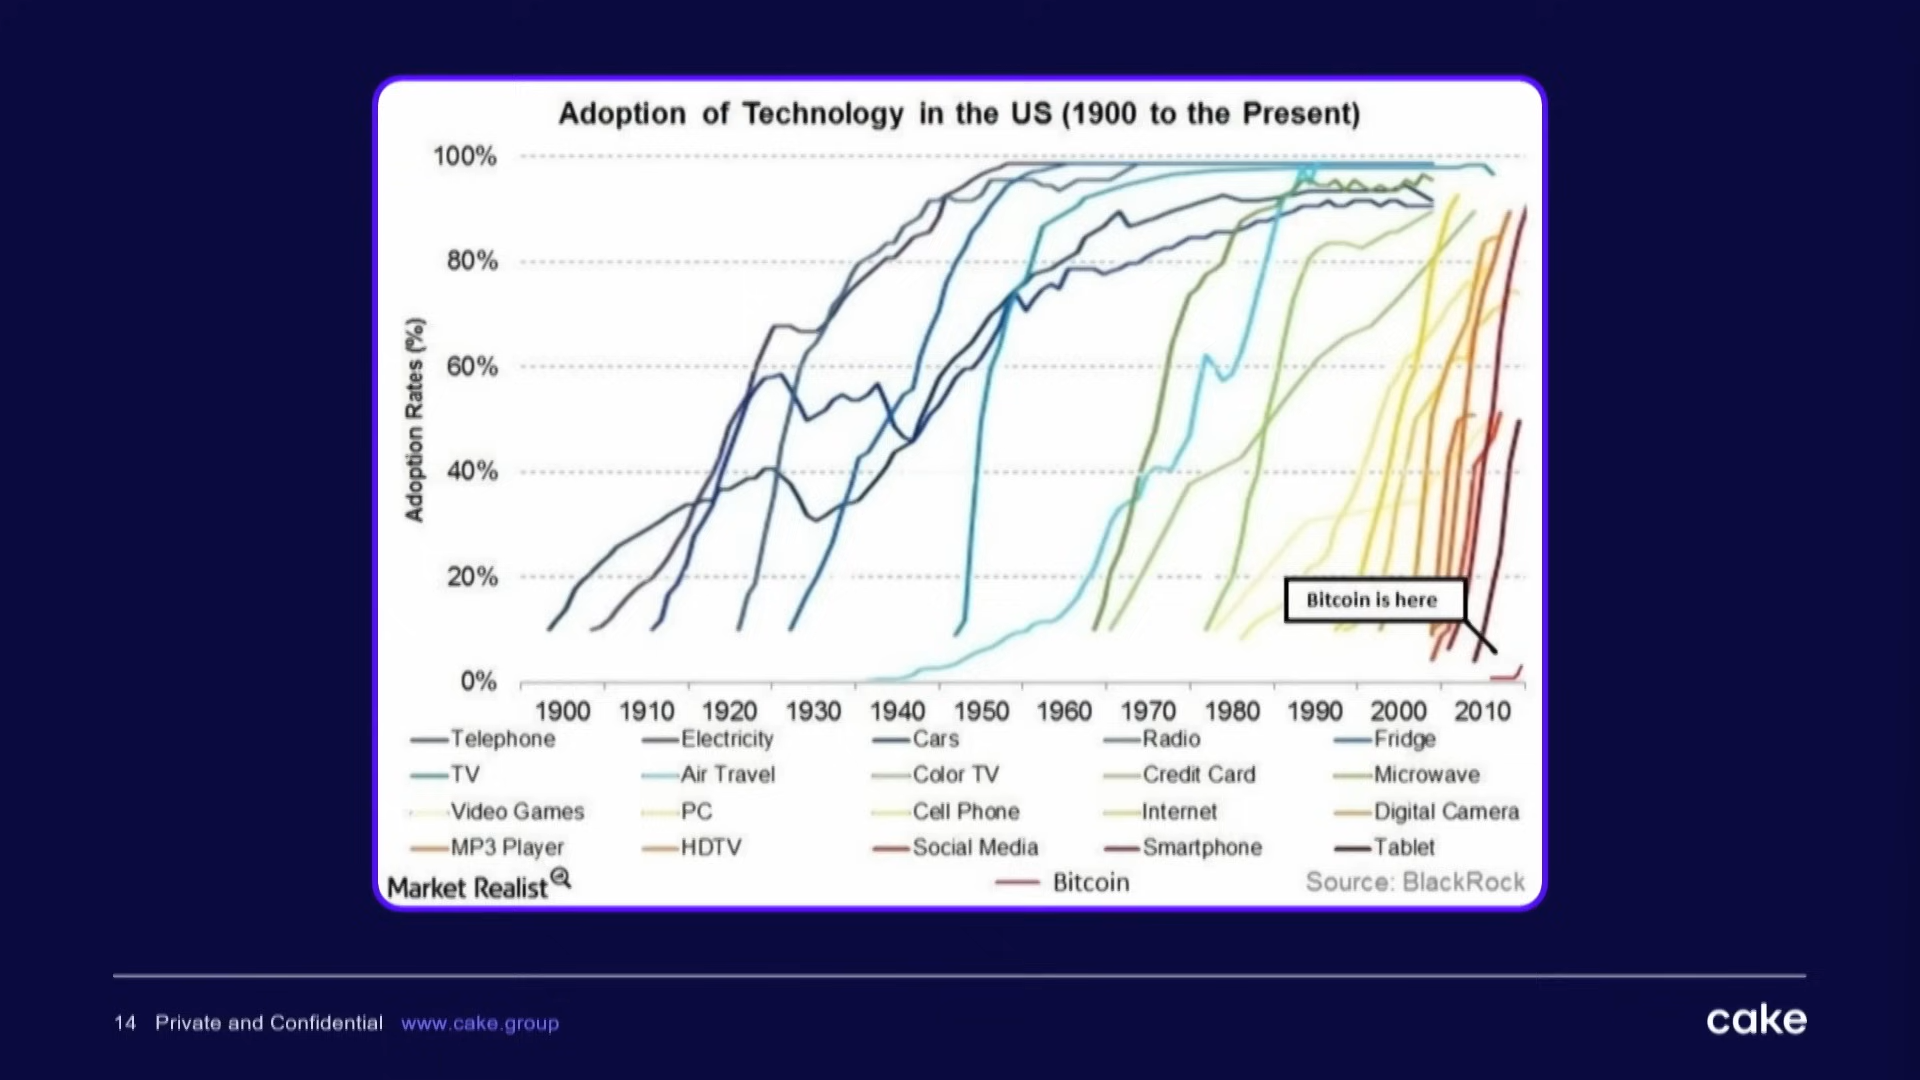 Adoption of Technology in the US (1900 to the Present)
100%
80%
60%
40%
20%
0%
Adoption Rates (%)
Bitcoin is here
1900 1910 1920 1930 1940 1950 1960 1970 1980 1990 2000 2010
Telephone Electricity Cars Radio Fridge
TV Air Travel Color TV Credit Card Microwave
Video Games PC Cell Phone Internet Digital Camera
MP3 Player HDTV Social Media Smartphone Tablet
Bitcoin
Market Realist
Source: BlackRock
14 Private and Confidential www.cake.group
cake